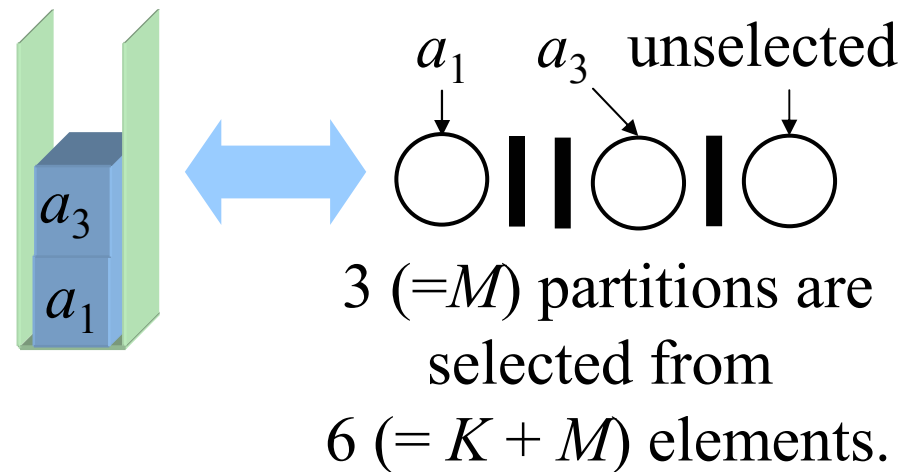 a1 a3 unselected
a3
a1
3 (=M) partitions are
selected from
6 (= K + M) elements.